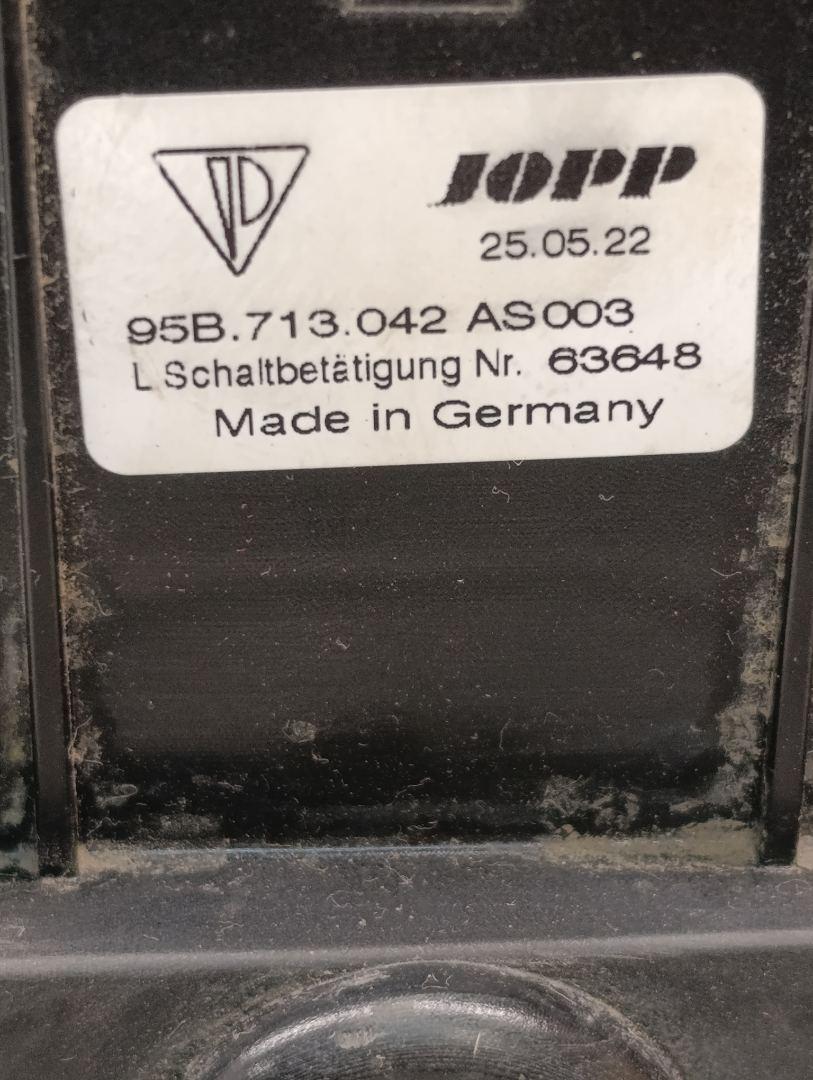 JOPP
25.05.22
95B.713.042 AS003
L Schaltbetätigung Nr. 63648
Made in Germany